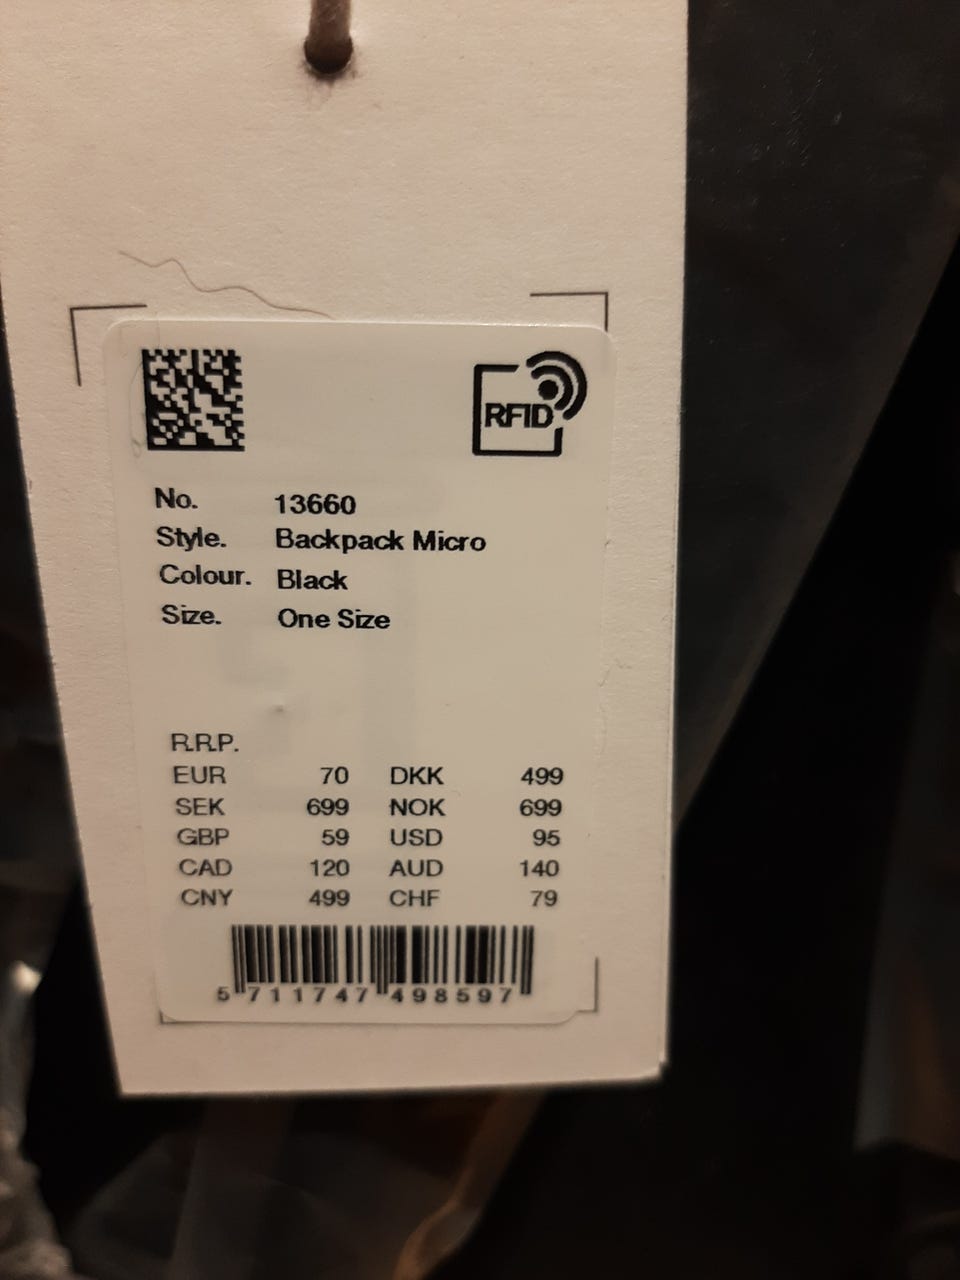 RFID
No. 13660
Style. Backpack Micro
Colour. Black
Size. One Size
R.R.P.
EUR 70 DKK 499
SEK 699 NOK 699
GBP 59 USD 95
CAD 120 AUD 140
CNY 499 CHF 79
5 711747 498597